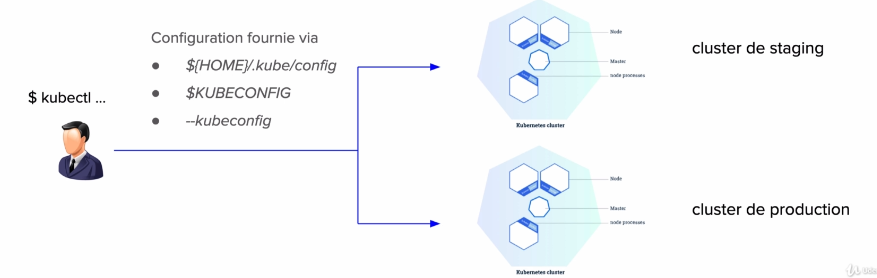 Configuration fournie via
● ${HOME}/.kube/config
● $KUBECONFIG
● --kubeconfig
$ kubectl ...
Node
Master
node processes
Kubernetes cluster
cluster de staging
Node
Master
node processes
Kubernetes cluster
cluster de production